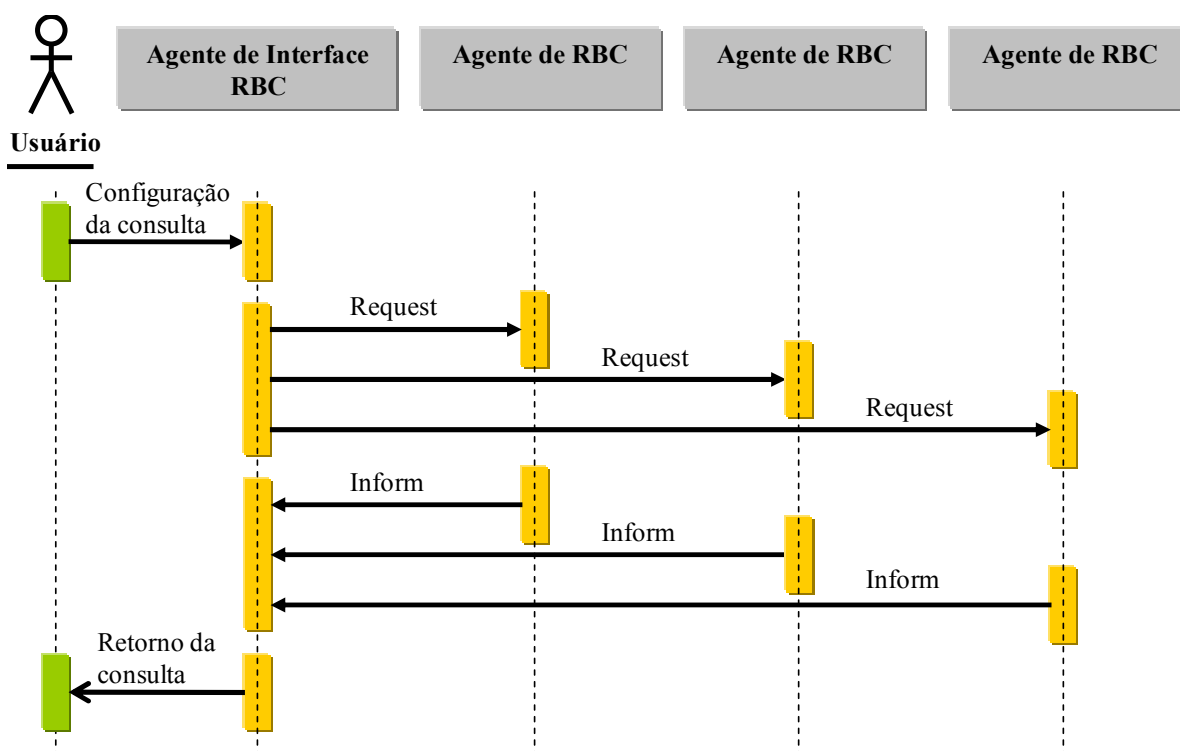 Agente de Interface
RBC
Agente de RBC
Agente de RBC
Agente de RBC
Usuário
Configuração
da consulta
Request
Request
Request
Inform
Inform
Inform
Retorno da
consulta